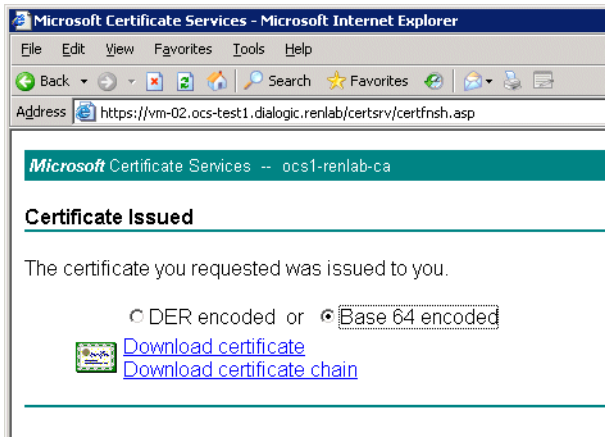 Microsoft Certificate Services - Microsoft Internet Explorer
File Edit View Favorites Tools Help
Back Search Favorites
Address https://vm-02.ocs-test1.dialogic.renlab/certsrv/certfnsh.asp
Microsoft Certificate Services -- ocs1-renlab-ca
Certificate Issued
The certificate you requested was issued to you.
DER encoded or Base 64 encoded
Download certificate
Download certificate chain